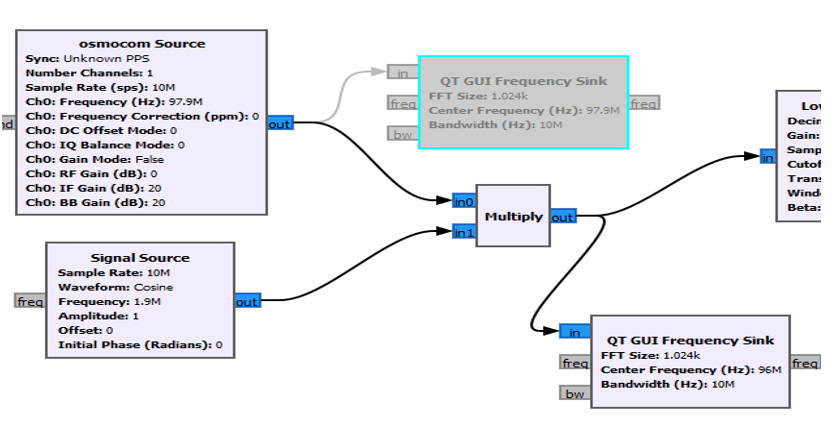 osmocom Source
Sync: Unknown PPS
Number Channels: 1
Sample Rate (sps): 10M
Ch0: Frequency (Hz): 97.9M
Ch0: Frequency Correction (ppm): 0
Ch0: DC Offset Mode: 0
Ch0: IQ Balance Mode: 0
Ch0: Gain Mode: False
Ch0: RF Gain (dB): 0
Ch0: IF Gain (dB): 20
Ch0: BB Gain (dB): 20
nd
out
in
freq
bw
QT GUI Frequency Sink
FFT Size: 1.024k
Center Frequency (Hz): 97.9M
Bandwidth (Hz): 10M
freq
in0
in1
Multiply
out
in
Lo
Decin
Gain:
Samp
Cutof
Trans
Wind
Beta:
Signal Source
Sample Rate: 10M
Waveform: Cosine
Frequency: 1.9M
Amplitude: 1
Offset: 0
Initial Phase (Radians): 0
freq
out
in
freq
bw
QT GUI Frequency Sink
FFT Size: 1.024k
Center Frequency (Hz): 96M
Bandwidth (Hz): 10M
freq